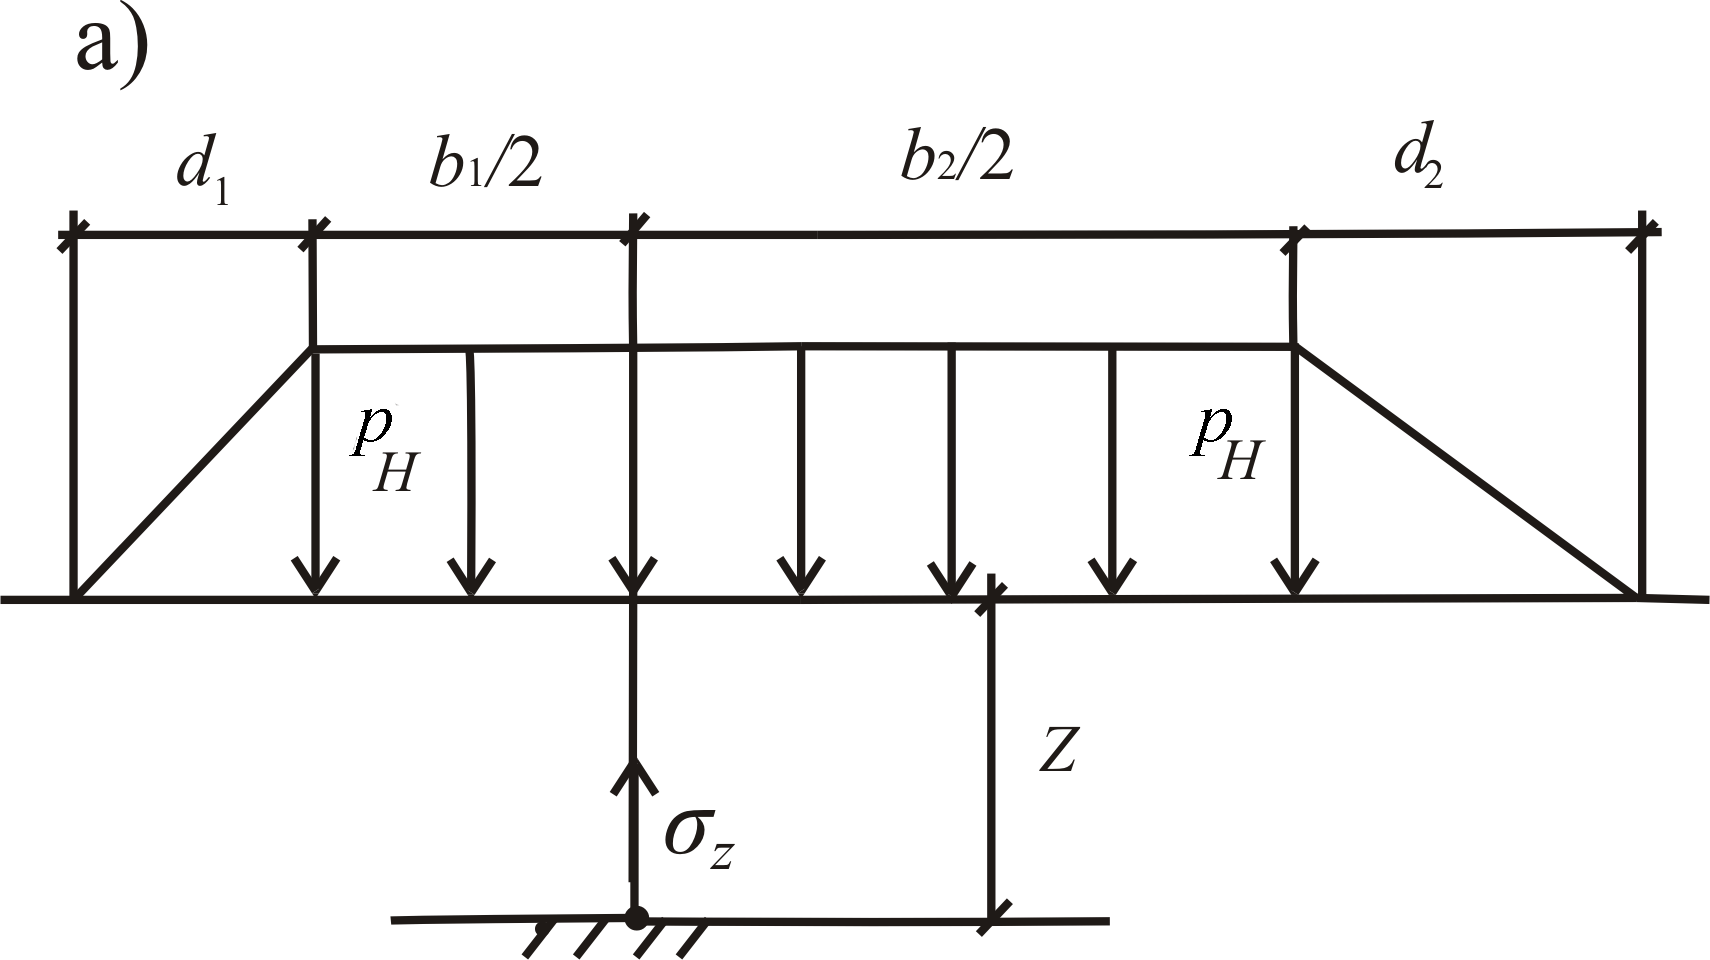 a)
d1 b1/2 b2/2 d2
pH pH
Z
σz